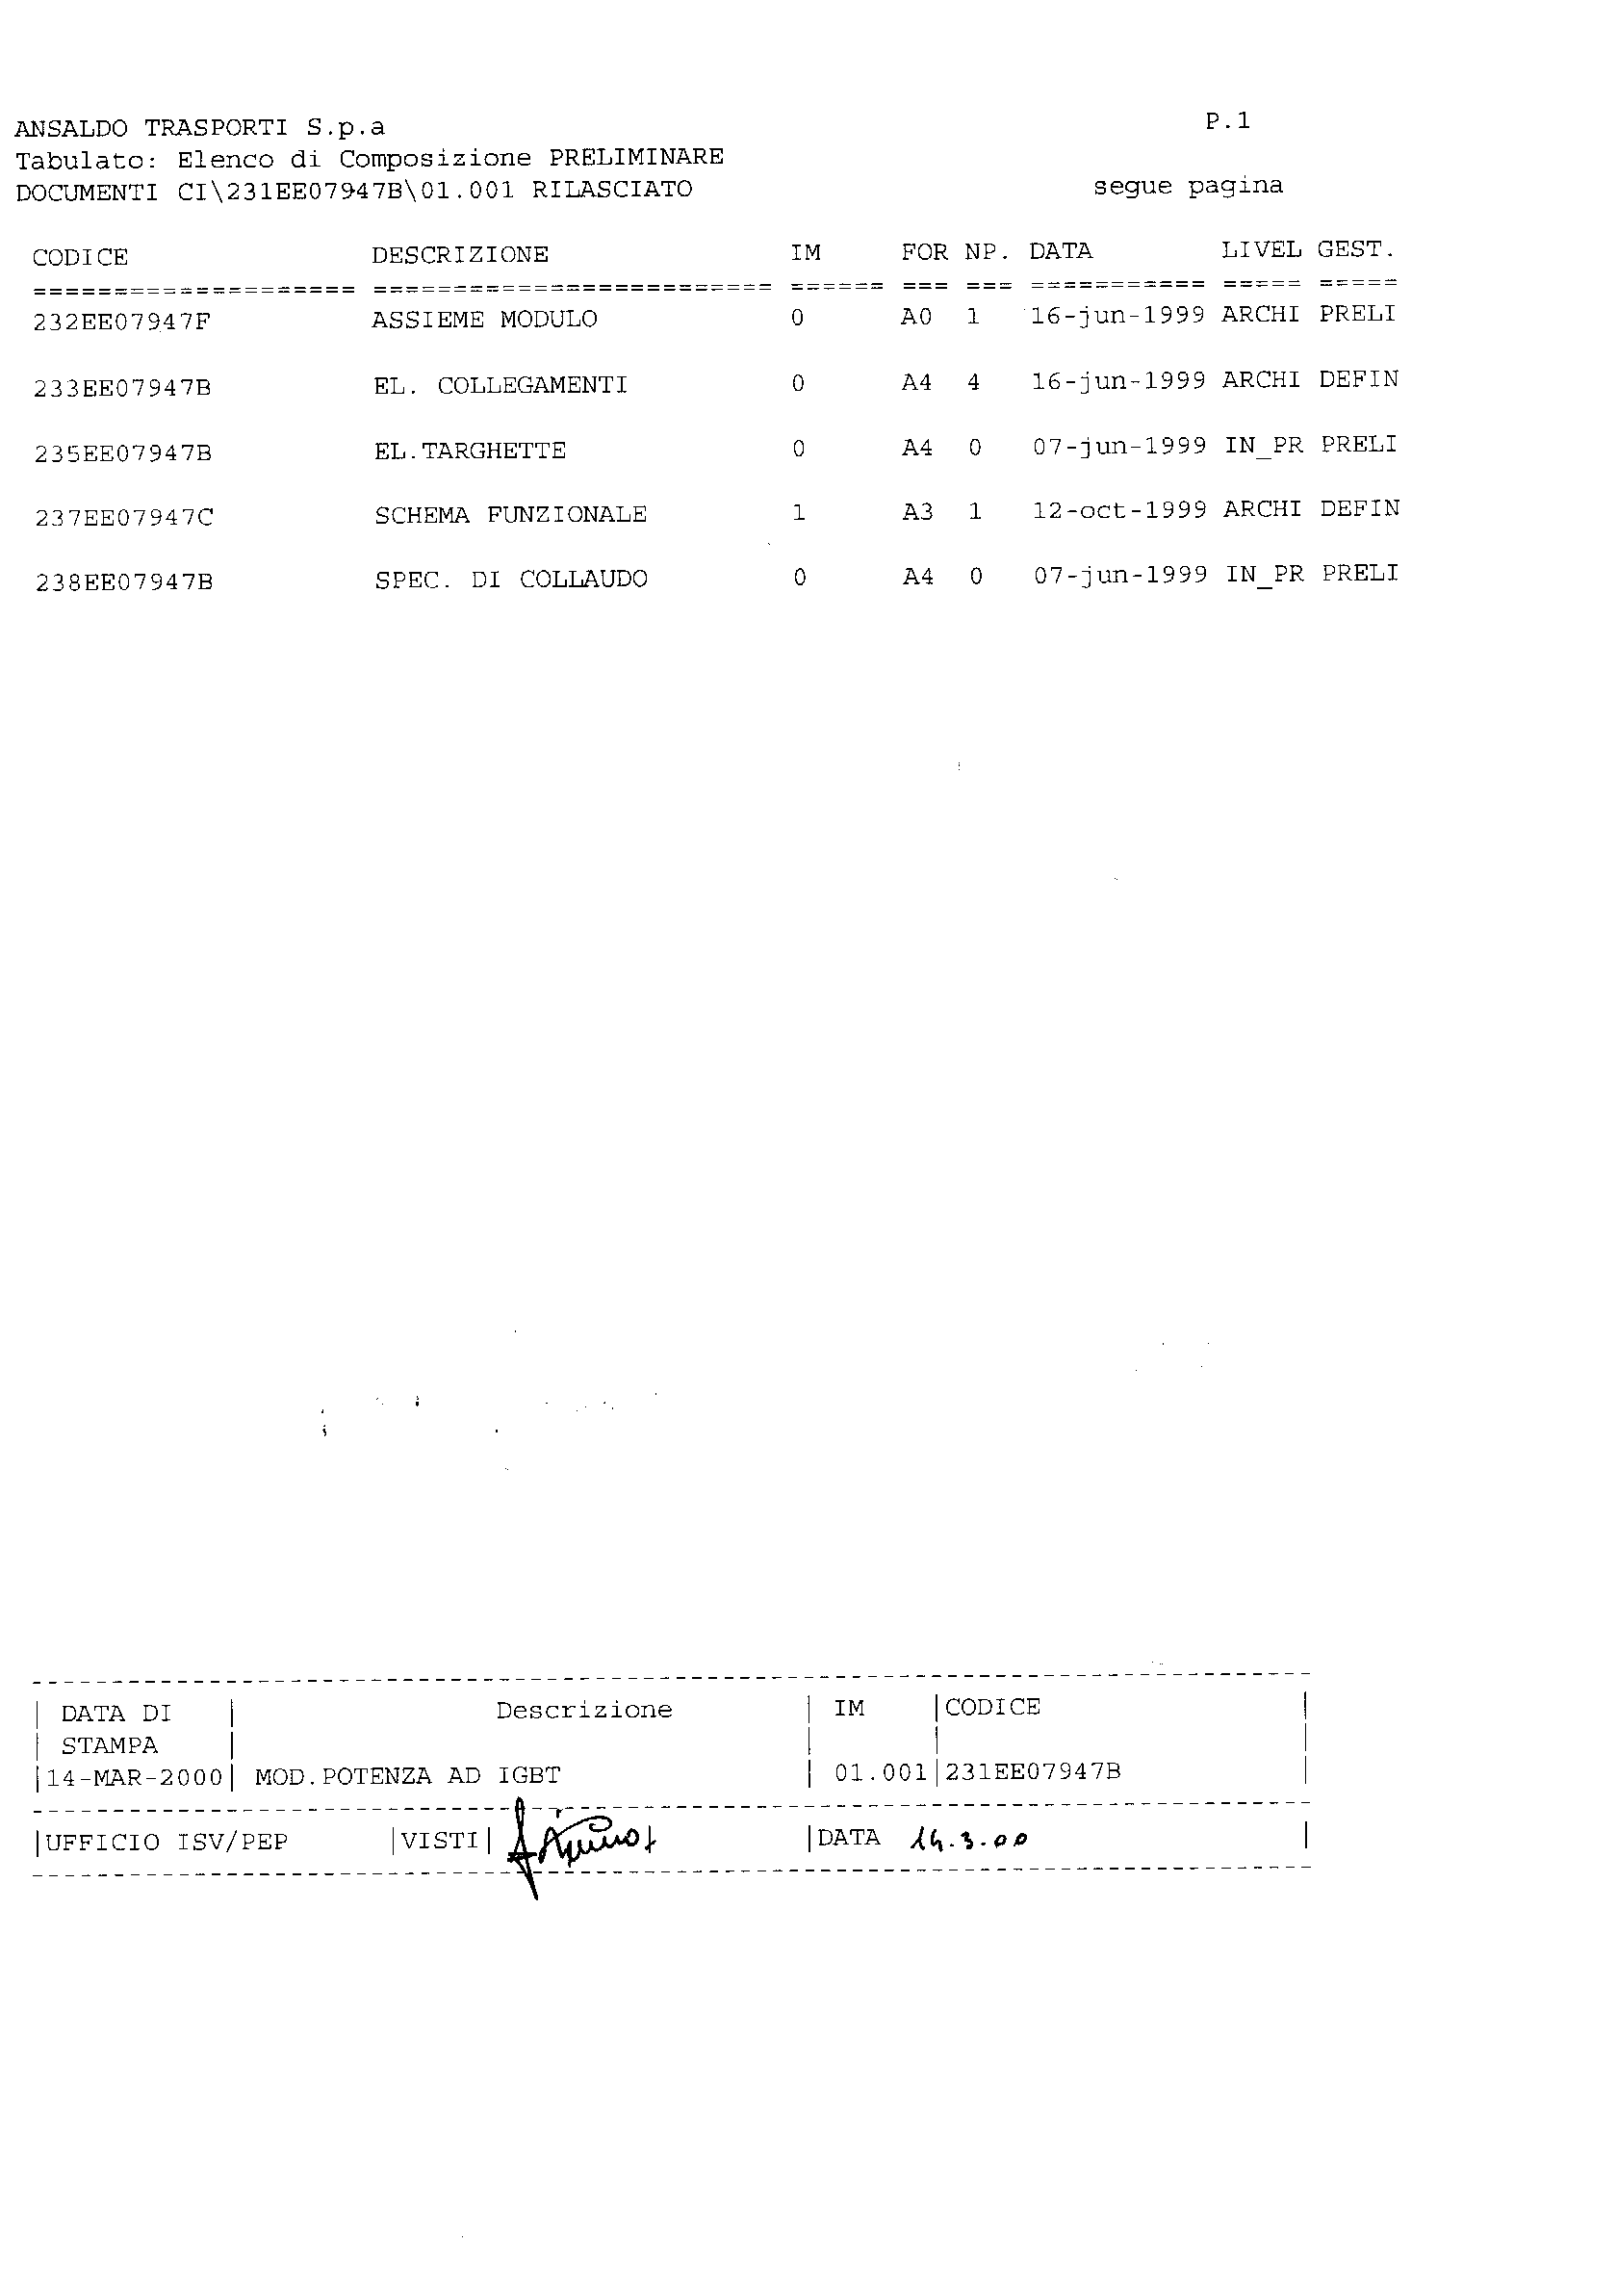 ANSALDO TRASPORTI S.p.a P.1
Tabulato: Elenco di Composizione PRELIMINARE
DOCUMENTI CI\231EE07947B\01.001 RILASCIATO segue pagina
CODICE DESCRIZIONE IM FOR NP. DATA LIVEL GEST.
==================== ========================= ====== === === =========== ===== =====
232EE07947F ASSIEME MODULO 0 A0 1 16-jun-1999 ARCHI PRELI
233EE07947B EL. COLLEGAMENTI 0 A4 4 16-jun-1999 ARCHI DEFIN
235EE07947B EL.TARGHETTE 0 A4 0 07-jun-1999 IN_PR PRELI
237EE07947C SCHEMA FUNZIONALE 1 A3 1 12-oct-1999 ARCHI DEFIN
238EE07947B SPEC. DI COLLAUDO 0 A4 0 07-jun-1999 IN_PR PRELI
| DATA DI | Descrizione | IM |CODICE |
| STAMPA | | | |
|14-MAR-2000| MOD.POTENZA AD IGBT | 01.001|231EE07947B |
|UFFICIO ISV/PEP |VISTI| |DATA 14.3.00 |